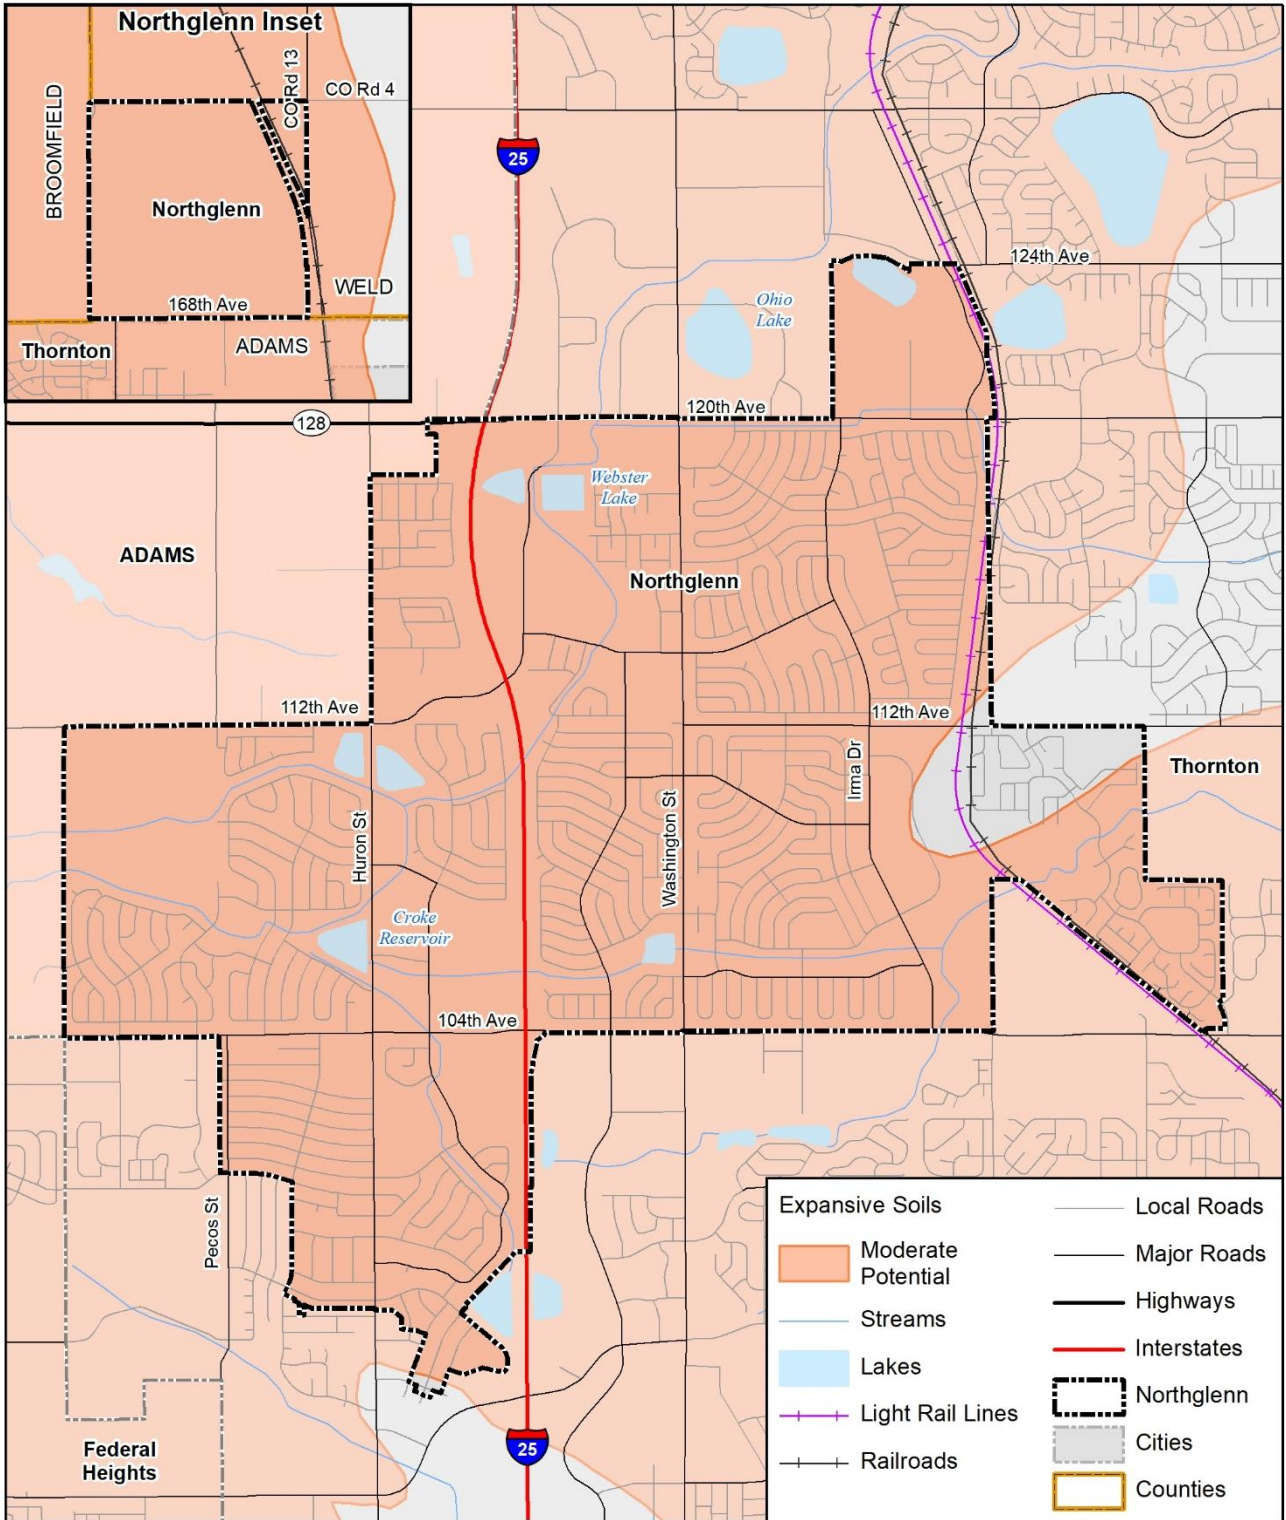 Northglenn Inset
BROOMFIELD
CO Rd 13
CO Rd 4
Northglenn
WELD
168th Ave
Thornton
ADAMS
25
124th Ave
Ohio
Lake
120th Ave
128
Webster
Lake
ADAMS
Northglenn
112th Ave
112th Ave
Irma Dr
Thornton
Huron St
Washington St
Croke
Reservoir
104th Ave
Pecos St
Federal
Heights
25
Expansive Soils
Moderate
Potential
Streams
Lakes
Light Rail Lines
Railroads
Local Roads
Major Roads
Highways
Interstates
Northglenn
Cities
Counties